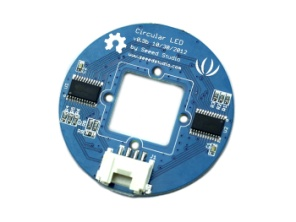 Circular LED
v0.9b 10/30/2012
by Seeed Studio
www.seeedstudio.com